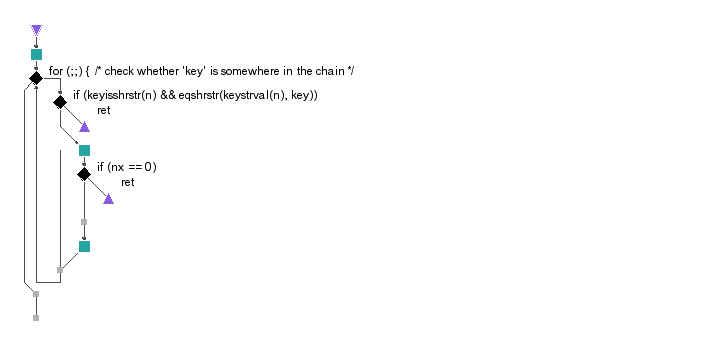 for (;;) { /* check whether 'key' is somewhere in the chain */
if (keyisshrstr(n) && eqshrstr(keystrval(n), key))
ret
if (nx == 0)
ret